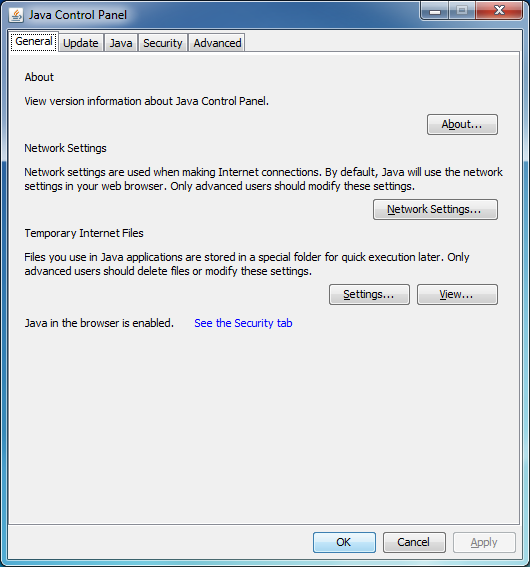 Java Control Panel
General Update Java Security Advanced
About
View version information about Java Control Panel.
About...
Network Settings
Network settings are used when making Internet connections. By default, Java will use the network
settings in your web browser. Only advanced users should modify these settings.
Network Settings...
Temporary Internet Files
Files you use in Java applications are stored in a special folder for quick execution later. Only
advanced users should delete files or modify these settings.
Settings... View...
Java in the browser is enabled. See the Security tab
OK Cancel Apply